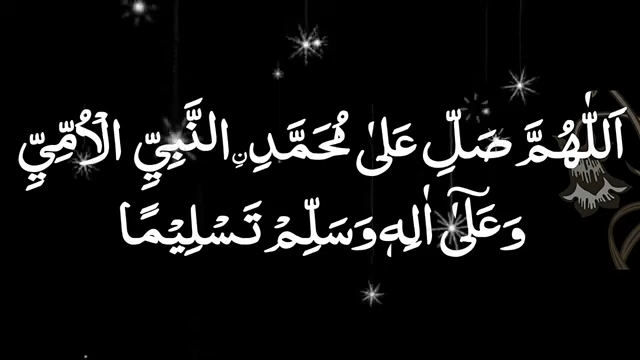 اَللّٰهُمَّ صَلِّ عَلٰى مُحَمَّدِ نِ النَّبِيِّ الْاُمِّيِّ
وَعَلٰٓى اٰلِهٖ وَسَلِّمْ تَسْلِيْمًا